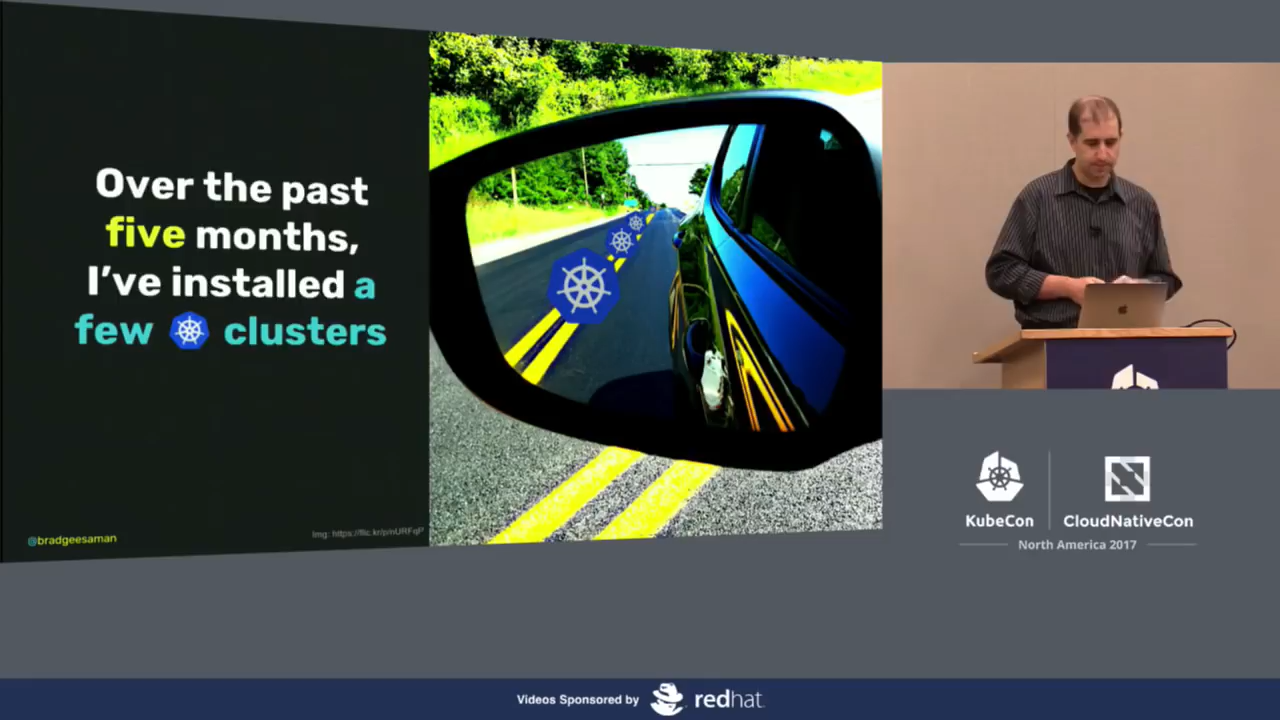 Over the past
five months,
I've installed a
few clusters
@bradgeesaman
Img: https://flic.kr/p/nURFqP
KubeCon
CloudNativeCon
North America 2017
Videos Sponsored by
redhat.